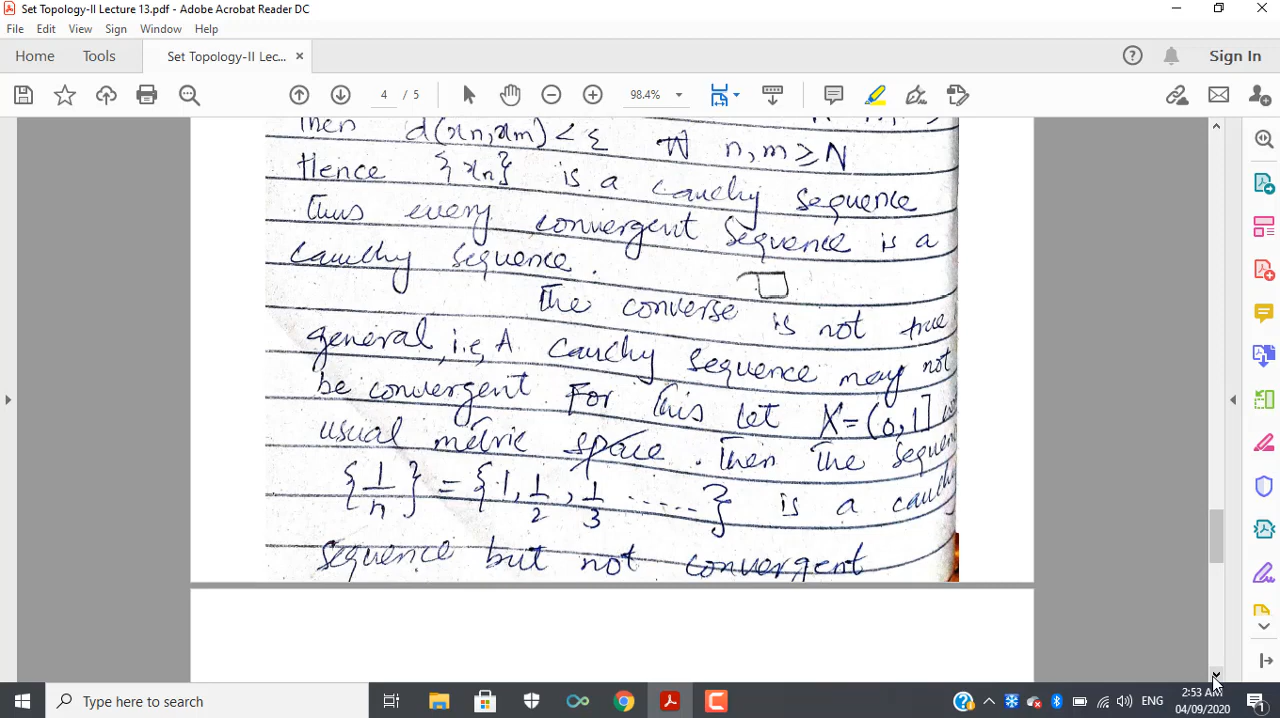 Set Topology-II Lecture 13.pdf - Adobe Acrobat Reader DC
File Edit View Sign Window Help
Home Tools Set Topology-II Lec... × Sign In
4 / 5 98.4%
Then d(xn,xm) < ε ∀ n,m ≥ N
Hence {xn} is a cauchy sequence
Thus every convergent sequence is a
cauchy sequence.
The converse is not true
general, i.e, A cauchy sequence may not
be convergent For this let X = (0,1]
usual metric space. Then the sequen
{1/n} = {1, 1/2, 1/3 .....} is a cauchy
sequence but not convergent
Type here to search
ENG
2:53 AM
04/09/2020
1